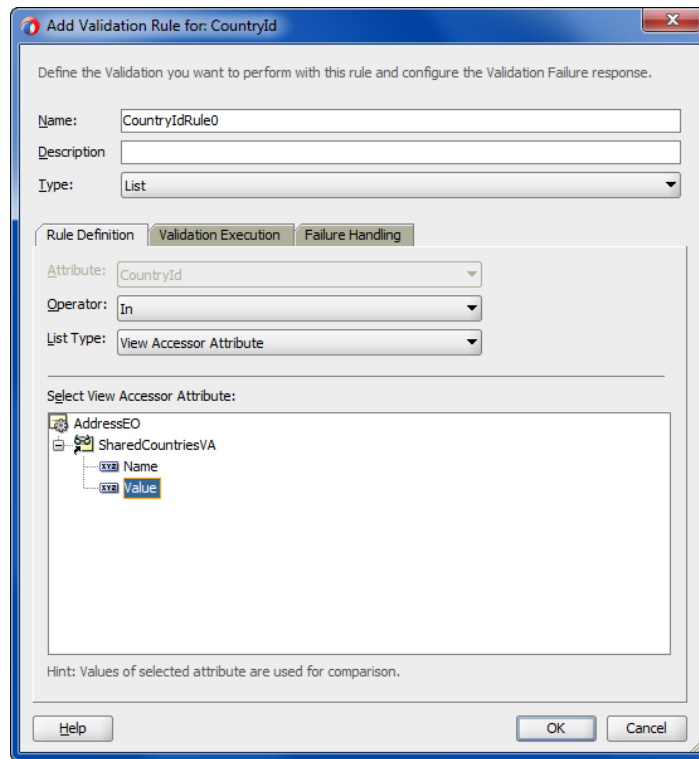 Add Validation Rule for: CountryId
Define the Validation you want to perform with this rule and configure the Validation Failure response.
Name: CountryIdRule0
Description
Type: List
Rule Definition Validation Execution Failure Handling
Attribute: CountryId
Operator: In
List Type: View Accessor Attribute
Select View Accessor Attribute:
AddressEO
SharedCountriesVA
xyz Name
xyz Value
Hint: Values of selected attribute are used for comparison.
Help OK Cancel